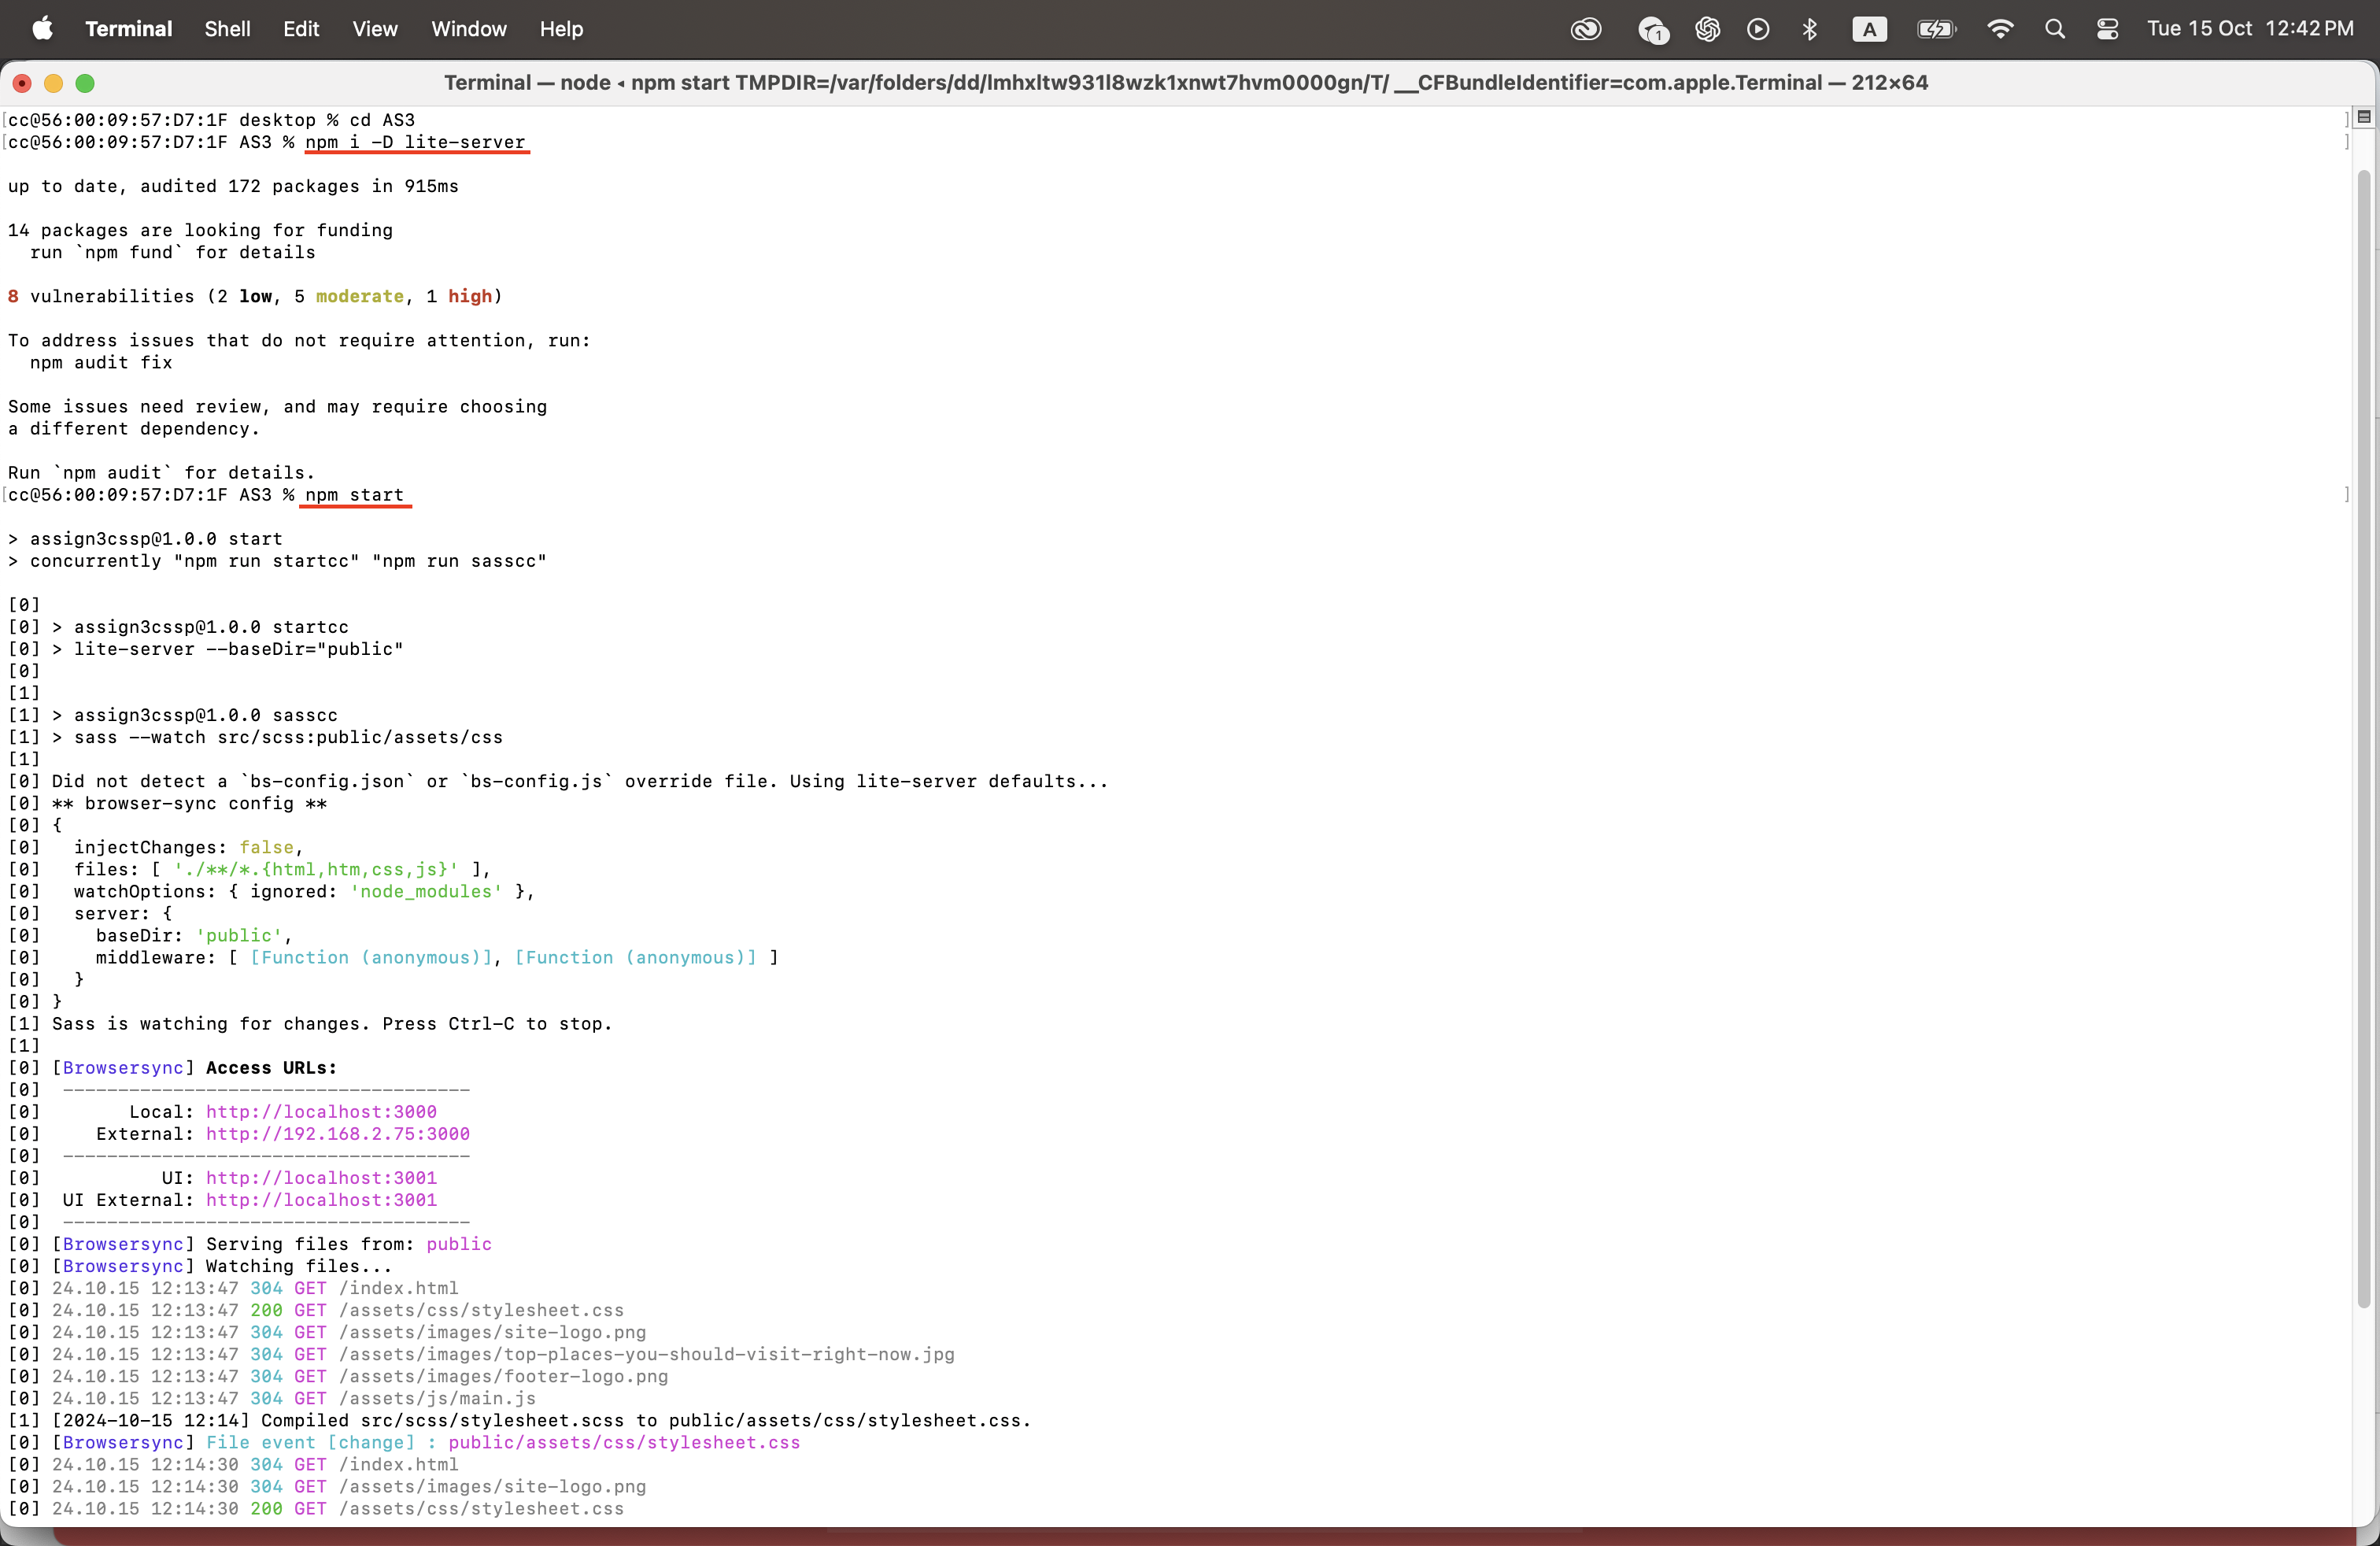 Terminal Shell Edit View Window Help 1 A Tue 15 Oct 12:42 PM
Terminal — node ◂ npm start TMPDIR=/var/folders/dd/lmhxltw931l8wzk1xnwt7hvm0000gn/T/ __CFBundleIdentifier=com.apple.Terminal — 212×64
[cc@56:00:09:57:D7:1F desktop % cd AS3 ]
[cc@56:00:09:57:D7:1F AS3 % npm i -D lite-server ]
up to date, audited 172 packages in 915ms
14 packages are looking for funding
  run `npm fund` for details
8 vulnerabilities (2 low, 5 moderate, 1 high)
To address issues that do not require attention, run:
  npm audit fix
Some issues need review, and may require choosing
a different dependency.
Run `npm audit` for details.
[cc@56:00:09:57:D7:1F AS3 % npm start ]
> assign3cssp@1.0.0 start
> concurrently "npm run startcc" "npm run sasscc"
[0]
[0] > assign3cssp@1.0.0 startcc
[0] > lite-server --baseDir="public"
[0]
[1]
[1] > assign3cssp@1.0.0 sasscc
[1] > sass --watch src/scss:public/assets/css
[1]
[0] Did not detect a `bs-config.json` or `bs-config.js` override file. Using lite-server defaults...
[0] ** browser-sync config **
[0] {
[0]   injectChanges: false,
[0]   files: [ './**/*.{html,htm,css,js}' ],
[0]   watchOptions: { ignored: 'node_modules' },
[0]   server: {
[0]     baseDir: 'public',
[0]     middleware: [ [Function (anonymous)], [Function (anonymous)] ]
[0]   }
[0] }
[1] Sass is watching for changes. Press Ctrl-C to stop.
[1]
[0] [Browsersync] Access URLs:
[0]  -------------------------------------
[0]        Local: http://localhost:3000
[0]     External: http://192.168.2.75:3000
[0]  -------------------------------------
[0]           UI: http://localhost:3001
[0]  UI External: http://localhost:3001
[0]  -------------------------------------
[0] [Browsersync] Serving files from: public
[0] [Browsersync] Watching files...
[0] 24.10.15 12:13:47 304 GET /index.html
[0] 24.10.15 12:13:47 200 GET /assets/css/stylesheet.css
[0] 24.10.15 12:13:47 304 GET /assets/images/site-logo.png
[0] 24.10.15 12:13:47 304 GET /assets/images/top-places-you-should-visit-right-now.jpg
[0] 24.10.15 12:13:47 304 GET /assets/images/footer-logo.png
[0] 24.10.15 12:13:47 304 GET /assets/js/main.js
[1] [2024-10-15 12:14] Compiled src/scss/stylesheet.scss to public/assets/css/stylesheet.css.
[0] [Browsersync] File event [change] : public/assets/css/stylesheet.css
[0] 24.10.15 12:14:30 304 GET /index.html
[0] 24.10.15 12:14:30 304 GET /assets/images/site-logo.png
[0] 24.10.15 12:14:30 200 GET /assets/css/stylesheet.css